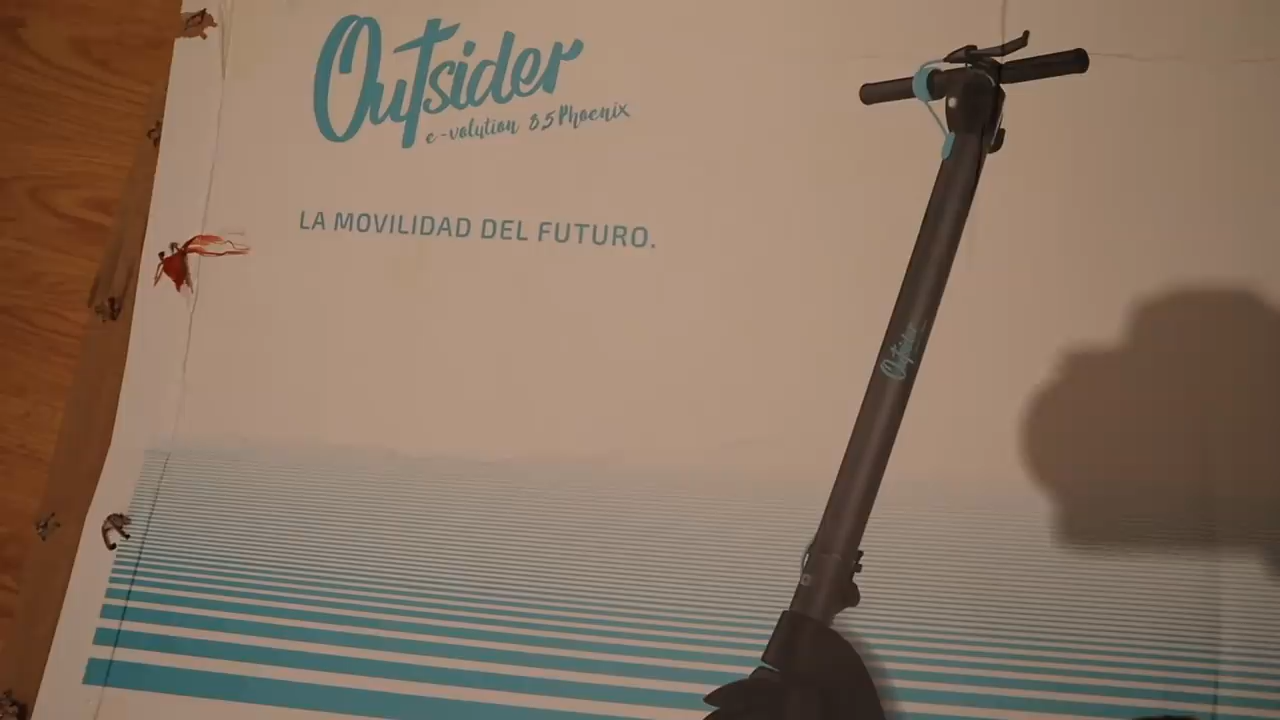 Outsider
e-volution 8,5 Phoenix
LA MOVILIDAD DEL FUTURO.
Outsider